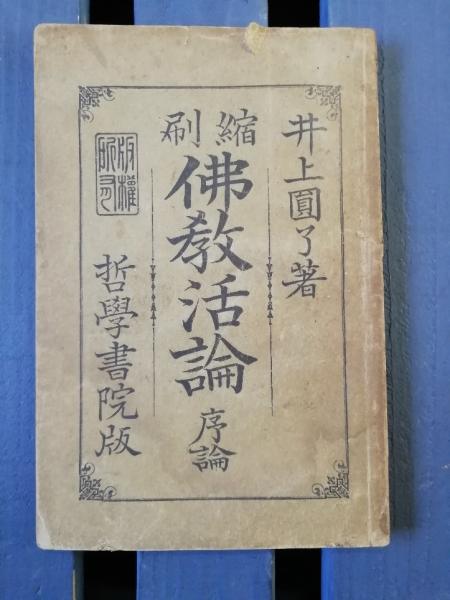 井上圓了著
縮刷
佛教活論
序論
版權所有
哲學書院版